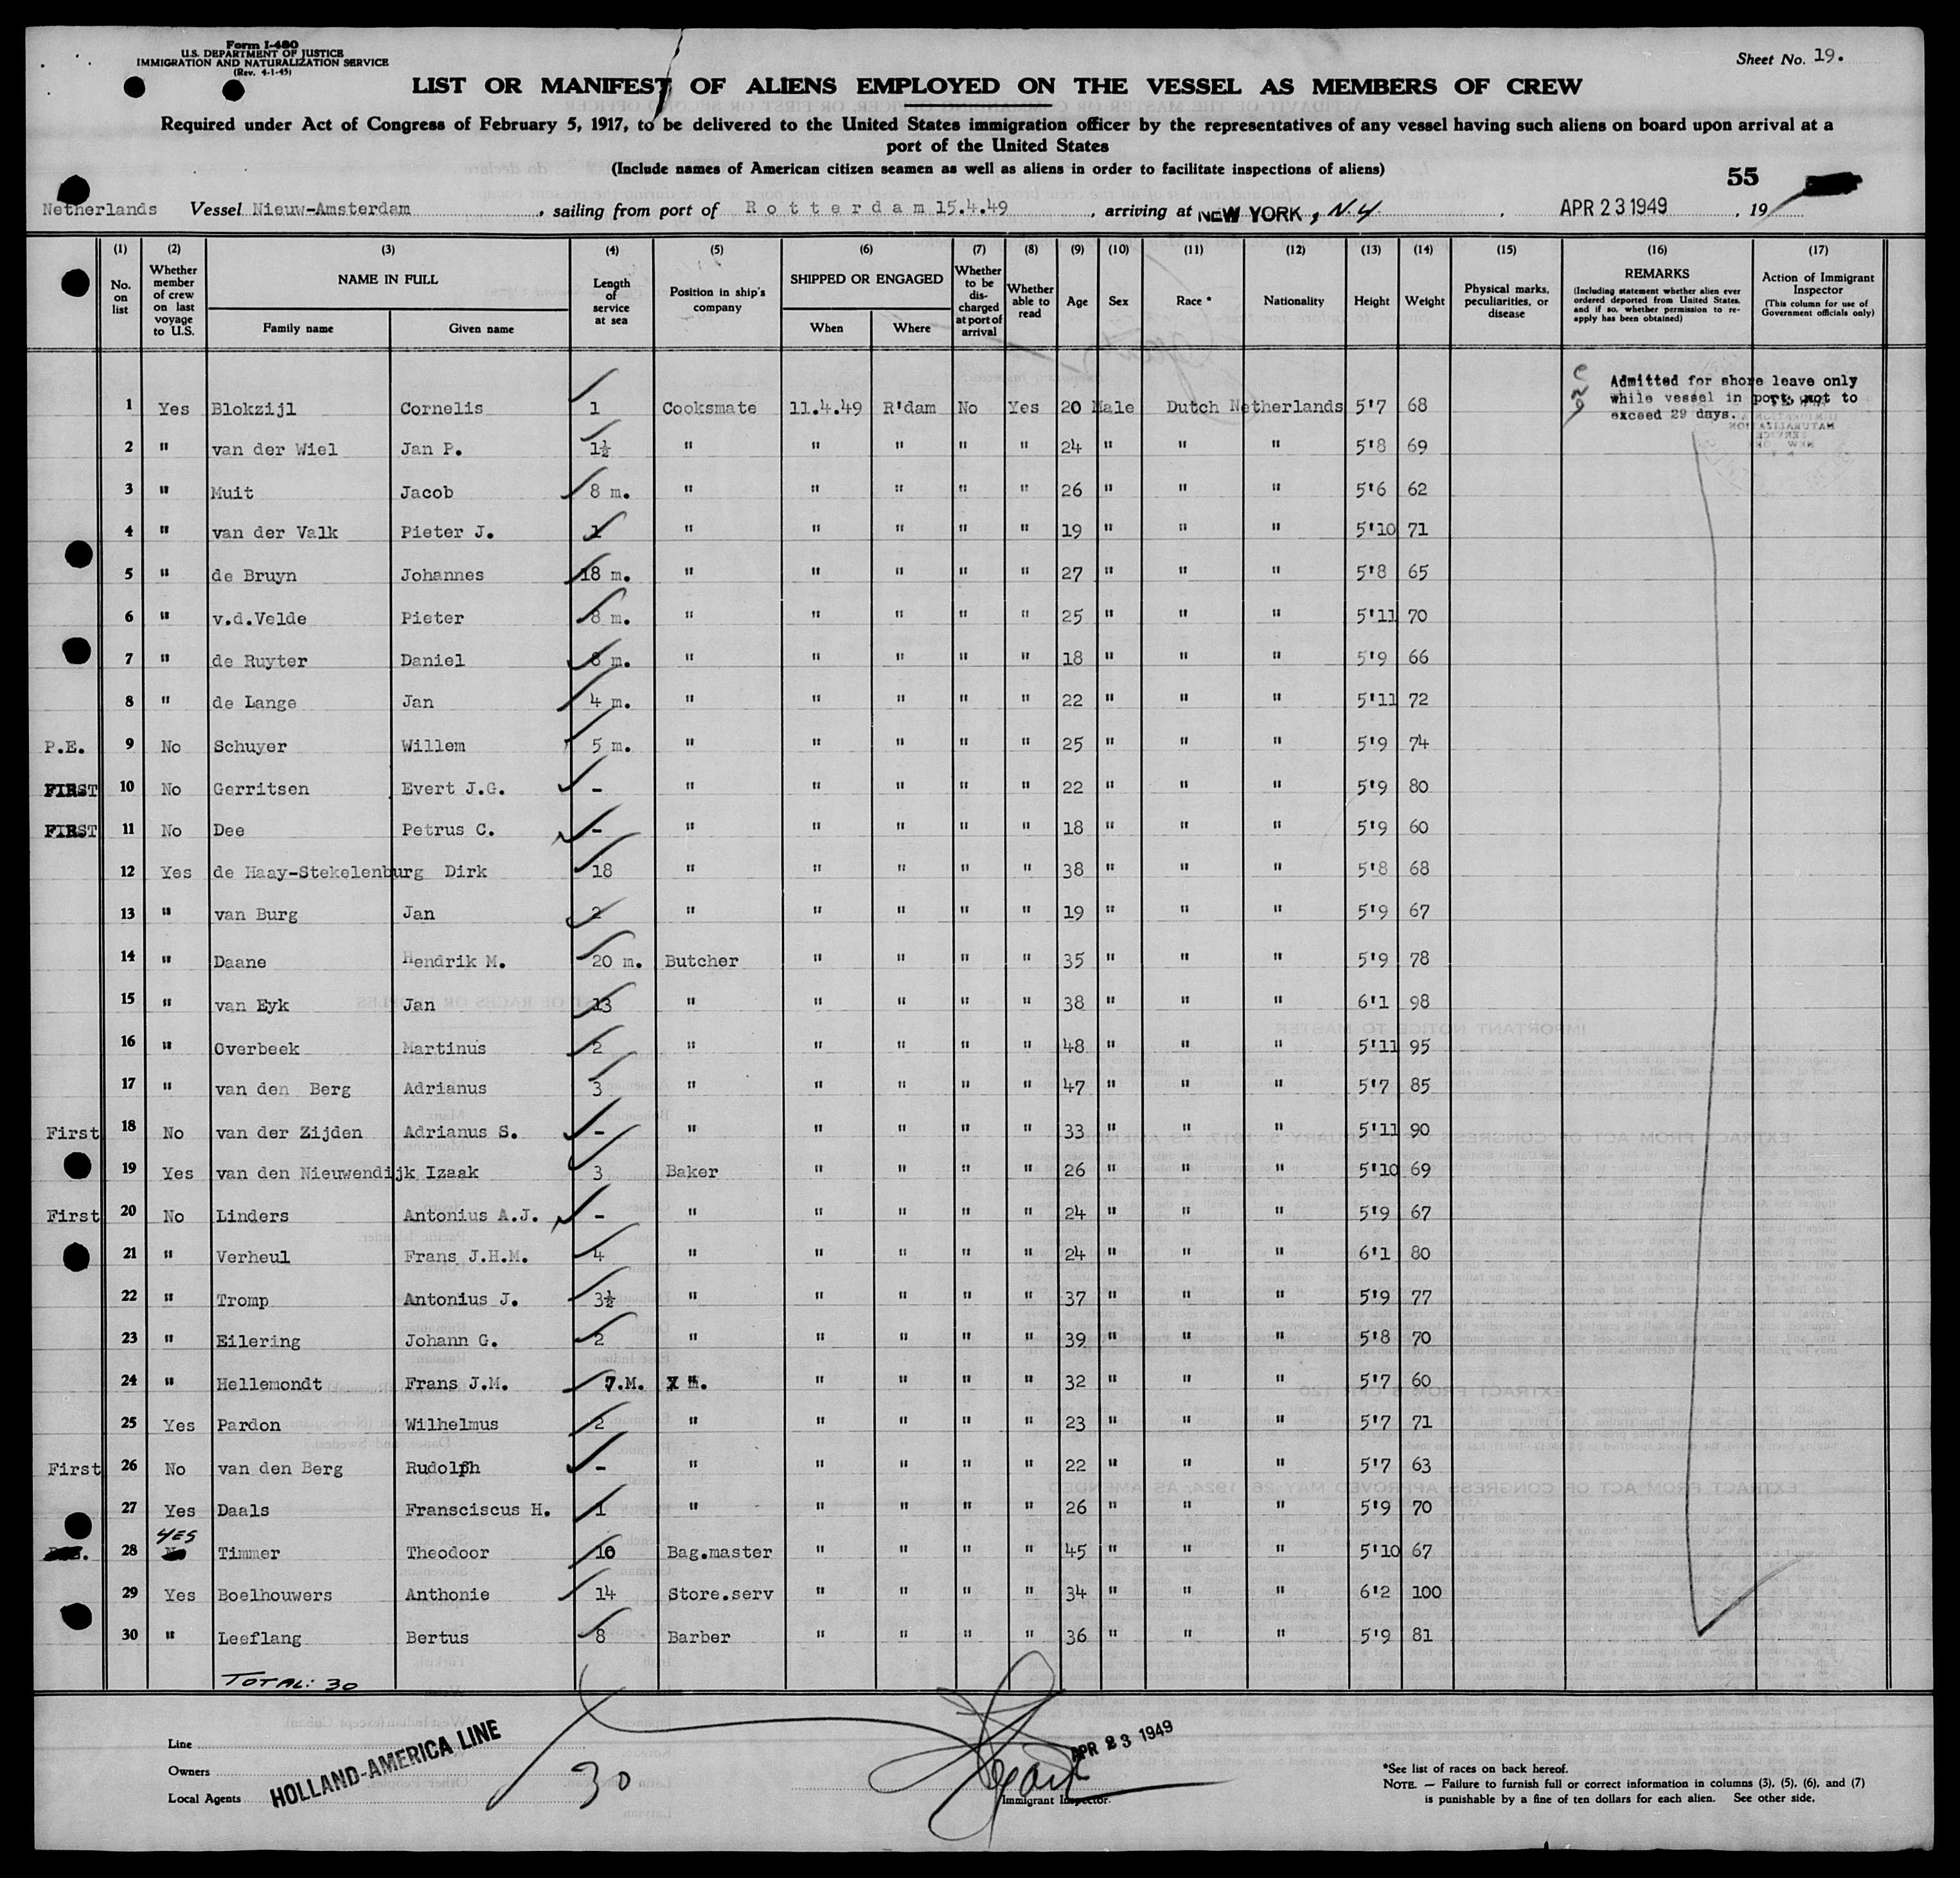 Form I-480
U.S. DEPARTMENT OF JUSTICE
IMMIGRATION AND NATURALIZATION SERVICE
(Rev. 4-1-45)
Sheet No. 19.
LIST OR MANIFEST OF ALIENS EMPLOYED ON THE VESSEL AS MEMBERS OF CREW
Required under Act of Congress of February 5, 1917, to be delivered to the United States immigration officer by the representatives of any vessel having such aliens on board upon arrival at a
port of the United States
(Include names of American citizen seamen as well as aliens in order to facilitate inspections of aliens)
55
Netherlands Vessel Nieuw-Amsterdam, sailing from port of Rotterdam 15.4.49, arriving at NEW YORK, N.Y. , APR 23 1949, 19
(1) (2) (3) (4) (5) (6) (7) (8) (9) (10) (11) (12) (13) (14) (15) (16) (17)
No. on list | Whether member of crew on last voyage to U.S. | NAME IN FULL | Family name | Given name | Length of service at sea | Position in ship's company | SHIPPED OR ENGAGED | When | Where | Whether to be dis-charged at port of arrival | Whether able to read | Age | Sex | Race * | Nationality | Height | Weight | Physical marks, peculiarities, or disease | REMARKS (Including statement whether alien ever ordered deported from United States, and if so, whether permission to re-apply has been obtained) | Action of Immigrant Inspector (This column for use of Government officials only)
Admitted for shore leave only
while vessel in port, not to
exceed 29 days.
1 Yes Blokzijl Cornelis 1 Cooksmate 11.4.49 R'dam No Yes 20 Male Dutch Netherlands 5'7 68
2 " van der Wiel Jan P. 1½ " " " " " 24 " " " 5'8 69
3 " Muit Jacob 8 m. " " " " " 26 " " " 5'6 62
4 " van der Valk Pieter J. 1 " " " " " 19 " " " 5'10 71
5 " de Bruyn Johannes 18 m. " " " " " 27 " " " 5'8 65
6 " v.d.Velde Pieter 8 m. " " " " " 25 " " " 5'11 70
7 " de Ruyter Daniel 8 m. " " " " " 18 " " " 5'9 66
8 " de Lange Jan 4 m. " " " " " 22 " " " 5'11 72
P.E. 9 No Schuyer Willem 5 m. " " " " " 25 " " " 5'9 74
FIRST 10 No Gerritsen Evert J.G. - " " " " " 22 " " " 5'9 80
FIRST 11 No Dee Petrus C. - " " " " " 18 " " " 5'9 60
12 Yes de Haay-Stekelenburg Dirk 18 " " " " " 38 " " " 5'8 68
13 " van Burg Jan 2 " " " " " 19 " " " 5'9 67
14 " Daane Hendrik M. 20 m. Butcher " " " " 35 " " " 5'9 78
15 " van Eyk Jan 13 " " " " " 38 " " " 6'1 98
16 " Overbeek Martinus 2 " " " " " 48 " " " 5'11 95
17 " van den Berg Adrianus 3 " " " " " 47 " " " 5'7 85
First 18 No van der Zijden Adrianus S. - " " " " " 33 " " " 5'11 90
19 Yes van den Nieuwendijk Izaak 3 Baker " " " " 26 " " " 5'10 69
First 20 No Linders Antonius A.J. - " " " " " 24 " " " 5'9 67
21 " Verheul Frans J.H.M. 4 " " " " " 24 " " " 6'1 80
22 " Tromp Antonius J. 3½ " " " " " 37 " " " 5'9 77
23 " Eilering Johann G. 2 " " " " " 39 " " " 5'8 70
24 " Hellemondt Frans J.M. 7.M. " " " " 32 " " " 5'7 60
25 Yes Pardon Wilhelmus 2 " " " " " 23 " " " 5'7 71
First 26 No van den Berg Rudolph - " " " " " 22 " " " 5'7 63
27 Yes Daals Fransciscus H. 1 " " " " " 26 " " " 5'9 70
28 YES Timmer Theodoor 10 Bag.master " " " " 45 " " " 5'10 67
29 Yes Boelhouwers Anthonie 14 Store.serv " " " " 34 " " " 6'2 100
30 " Leeflang Bertus 8 Barber " " " " 36 " " " 5'9 81
TOTAL: 30
Line
Owners
Local Agents
HOLLAND-AMERICA LINE
30
APR 23 1949
Immigrant Inspector.
*See list of races on back hereof.
NOTE. — Failure to furnish full or correct information in columns (3), (5), (6), and (7)
is punishable by a fine of ten dollars for each alien. See other side.